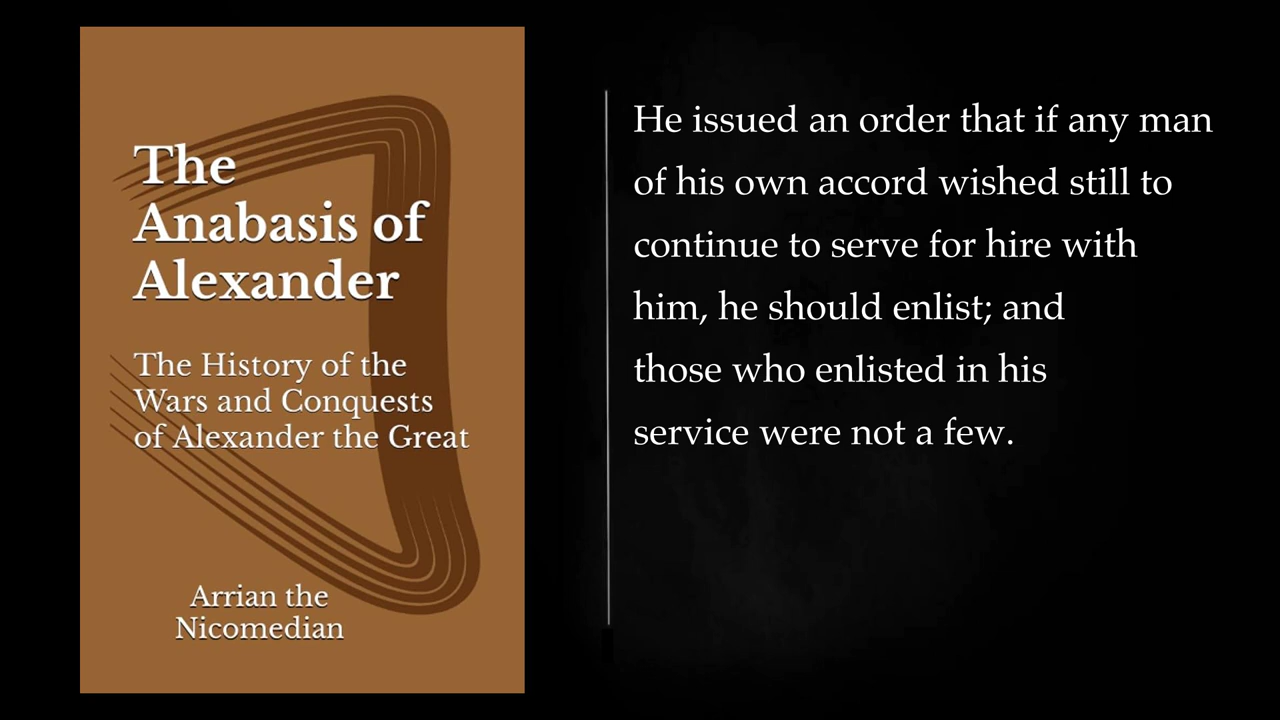 The
Anabasis of
Alexander
The History of the
Wars and Conquests
of Alexander the Great
Arrian the
Nicomedian
He issued an order that if any man
of his own accord wished still to
continue to serve for hire with
him, he should enlist; and
those who enlisted in his
service were not a few.